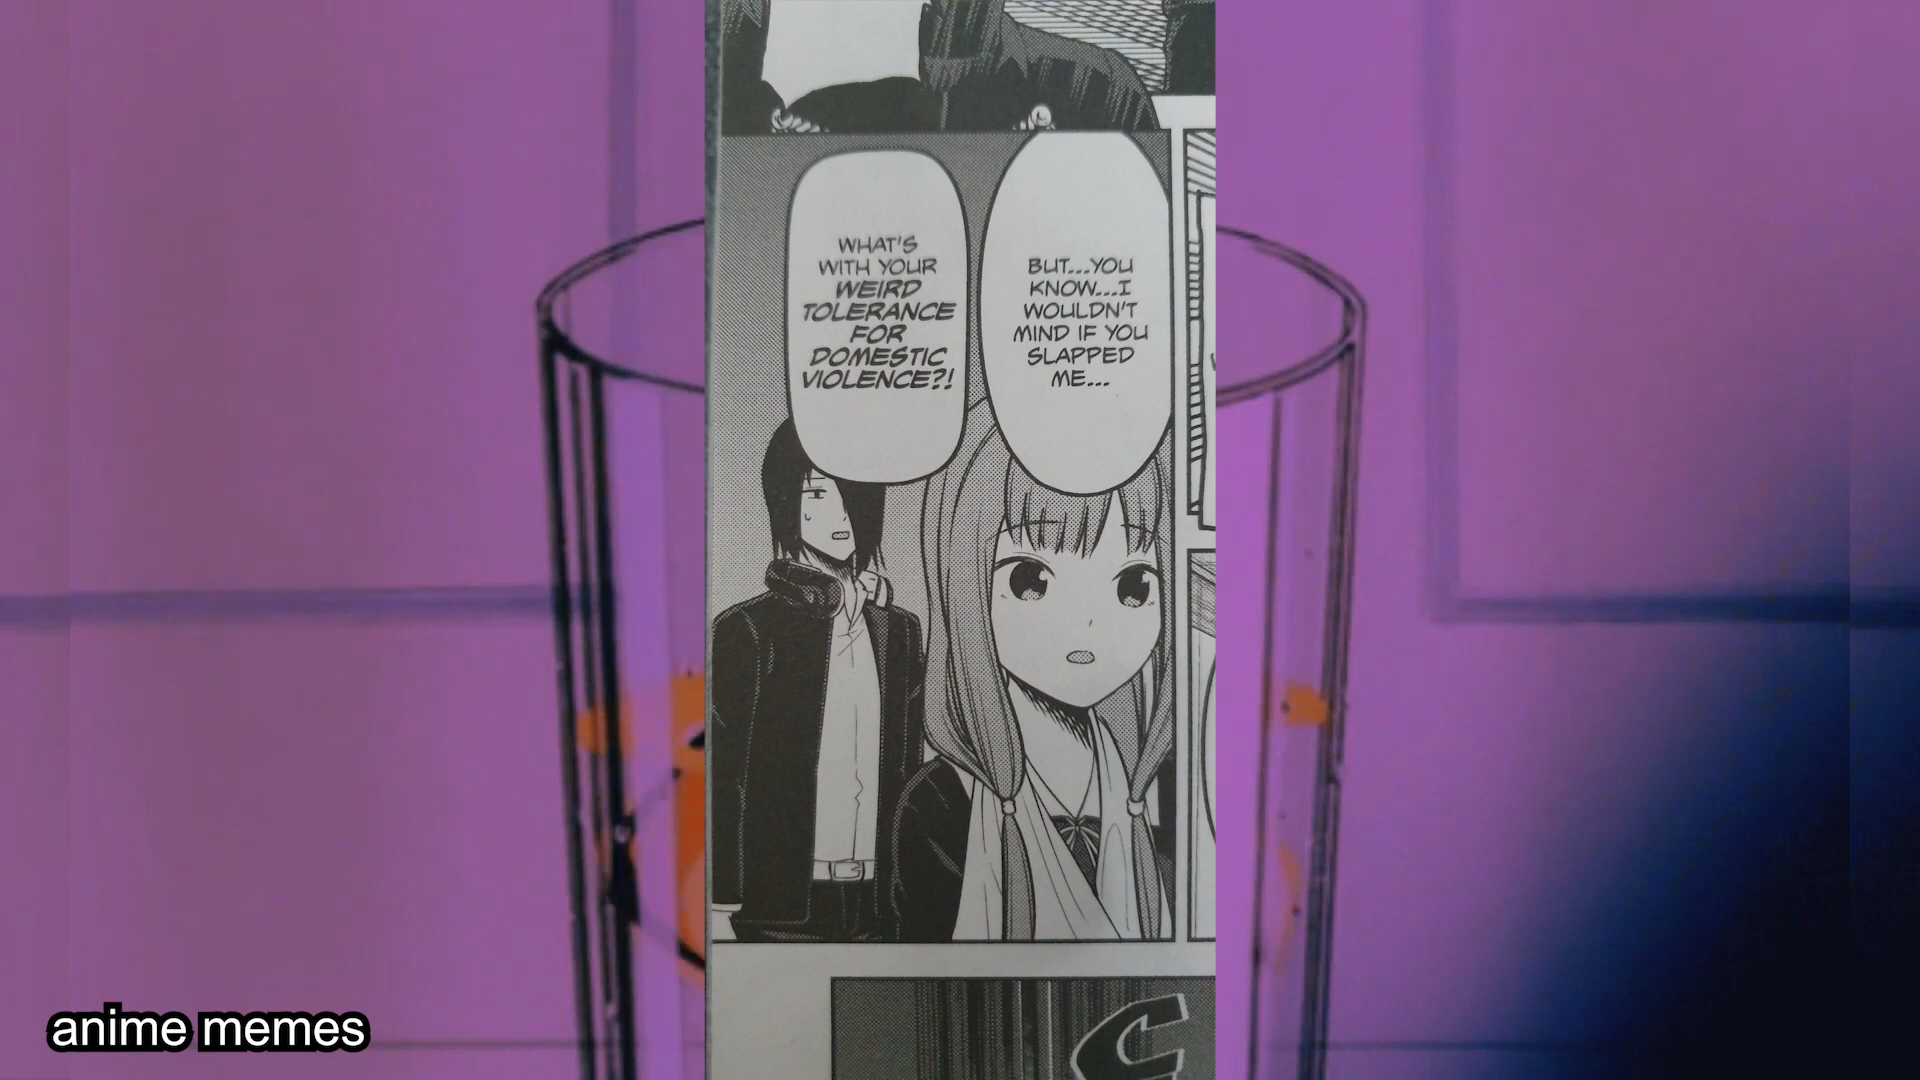 BUT...YOU
KNOW...I
WOULDN'T
MIND IF YOU
SLAPPED
ME...
WHAT'S
WITH YOUR
WEIRD
TOLERANCE
FOR
DOMESTIC
VIOLENCE?!
anime memes